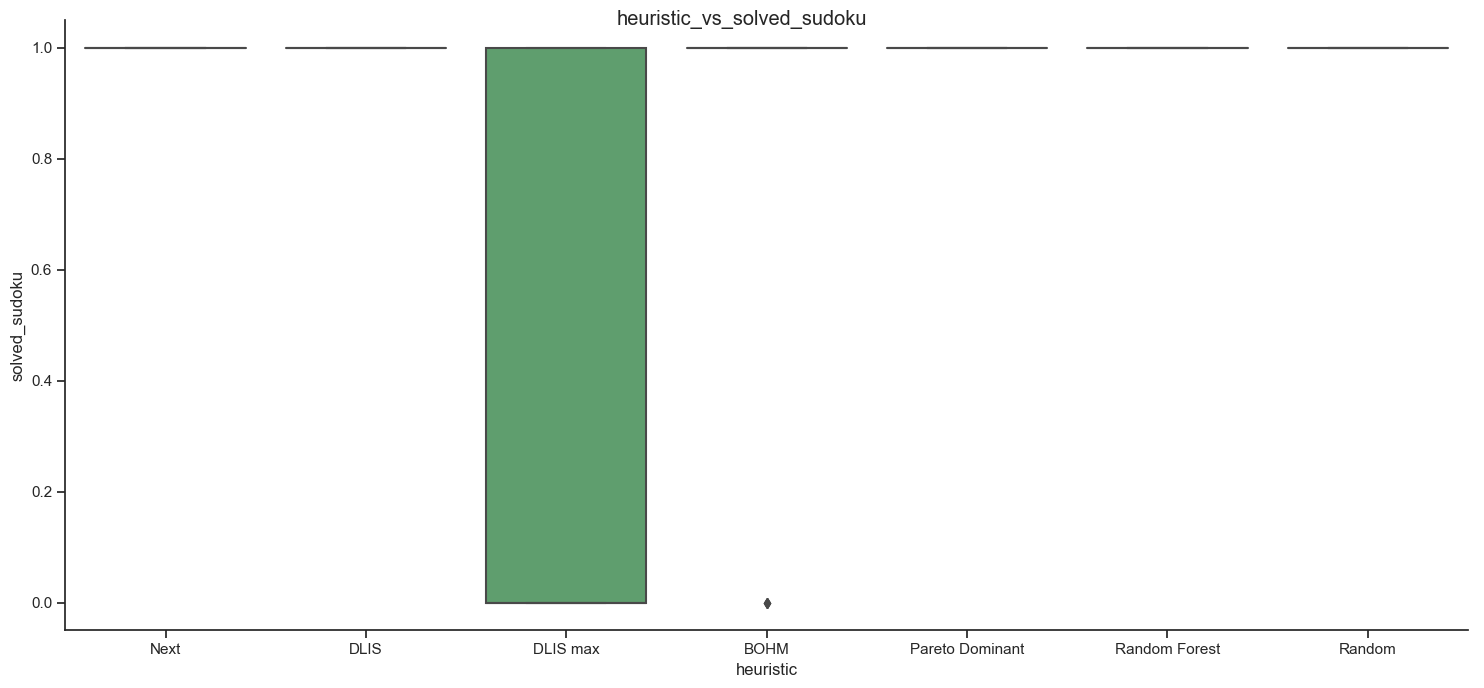 heuristic_vs_solved_sudoku
1.0
0.8
0.6
0.4
0.2
0.0
solved_sudoku
Next DLIS DLIS max BOHM Pareto Dominant Random Forest Random
heuristic